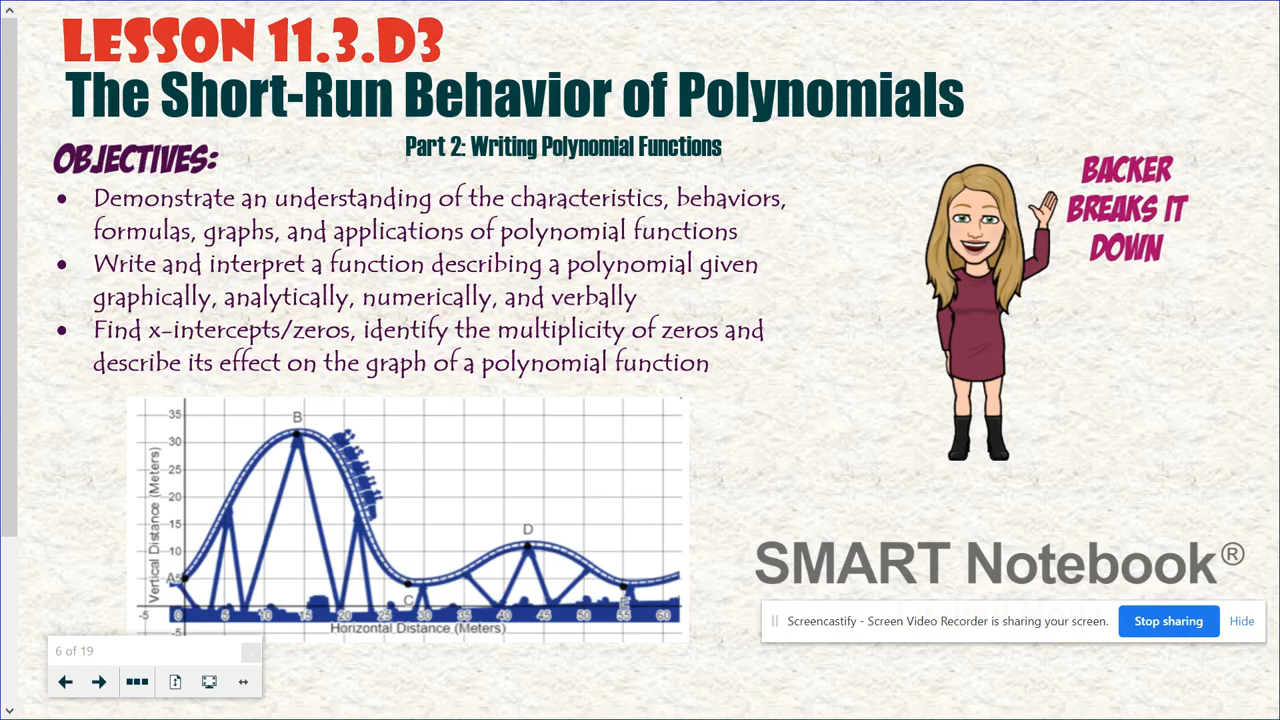 LESSON 11.3.D3
The Short-Run Behavior of Polynomials
Part 2: Writing Polynomial Functions
OBJECTIVES:
• Demonstrate an understanding of the characteristics, behaviors,
formulas, graphs, and applications of polynomial functions
• Write and interpret a function describing a polynomial given
graphically, analytically, numerically, and verbally
• Find x-intercepts/zeros, identify the multiplicity of zeros and
describe its effect on the graph of a polynomial function
BACKER
BREAKS IT
DOWN
35
B
30
25
20
15
D
10
A
5
C
E
Vertical Distance (Meters)
-5 0 5 10 15 20 25 30 35 40 45 50 55 60
Horizontal Distance (Meters)
-5
SMART Notebook®
Screencastify - Screen Video Recorder is sharing your screen.
Stop sharing
Hide
6 of 19